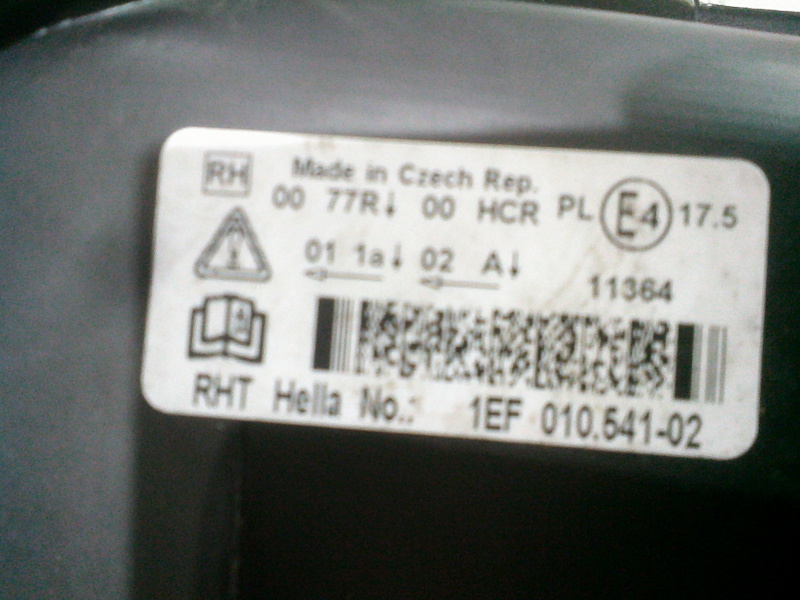 RH Made in Czech Rep.
00 77R↓ 00 HCR PL E4 17.5
01 1a↓ 02 A↓
11364
RHT Hella No.: 1EF 010.541-02